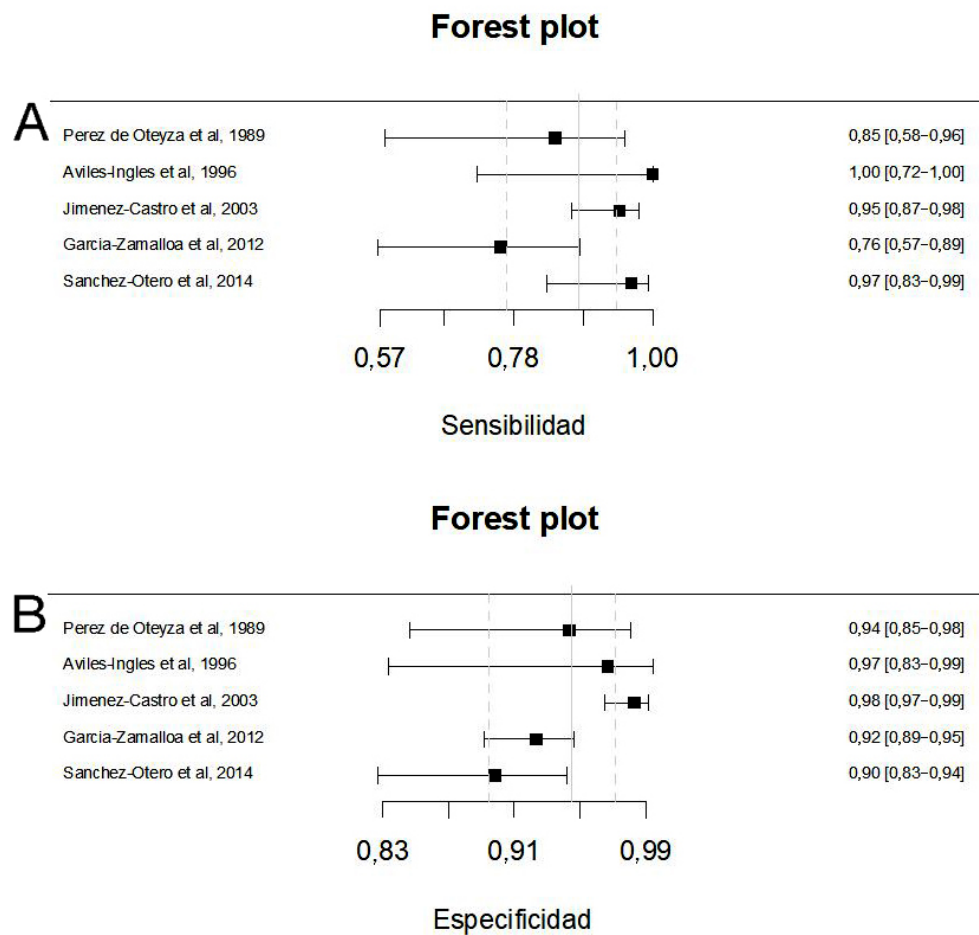 Forest plot
A
Perez de Oteyza et al, 1989 0,85 [0,58−0,96]
Aviles-Ingles et al, 1996 1,00 [0,72−1,00]
Jimenez-Castro et al, 2003 0,95 [0,87−0,98]
Garcia-Zamalloa et al, 2012 0,76 [0,57−0,89]
Sanchez-Otero et al, 2014 0,97 [0,83−0,99]
0,57 0,78 1,00
Sensibilidad
Forest plot
B
Perez de Oteyza et al, 1989 0,94 [0,85−0,98]
Aviles-Ingles et al, 1996 0,97 [0,83−0,99]
Jimenez-Castro et al, 2003 0,98 [0,97−0,99]
Garcia-Zamalloa et al, 2012 0,92 [0,89−0,95]
Sanchez-Otero et al, 2014 0,90 [0,83−0,94]
0,83 0,91 0,99
Especificidad